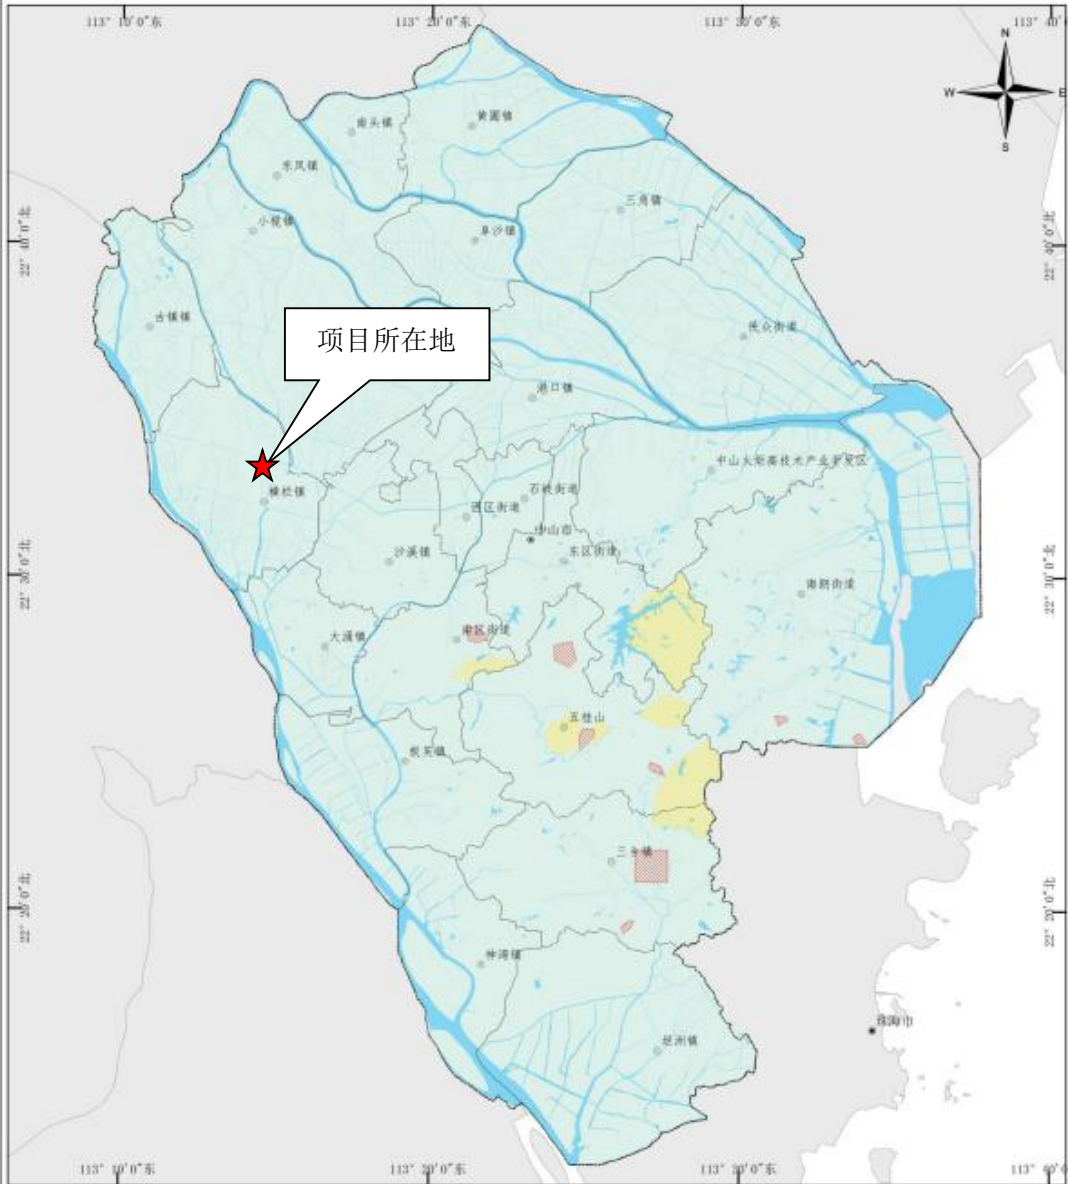 113° 10' 0"东
113° 20' 0"东
113° 30' 0"东
113° 40'
N
W
E
S
南头镇
黄圃镇
东凤镇
三角镇
小榄镇
阜沙镇
22° 40' 0"北
22° 40' 0"北
古镇镇
民众街道
项目所在地
港口镇
中山火炬高技术产业开发区
横栏镇
石岐街道
西区街道
中山市
沙溪镇
东区街道
22° 30' 0"北
22° 30' 0"北
南朗街道
大涌镇
南区街道
五桂山
板芙镇
三乡镇
22° 20' 0"北
22° 20' 0"北
神湾镇
珠海市
坦洲镇
113° 10' 0"东
113° 20' 0"东
113° 30' 0"东
113° 40'